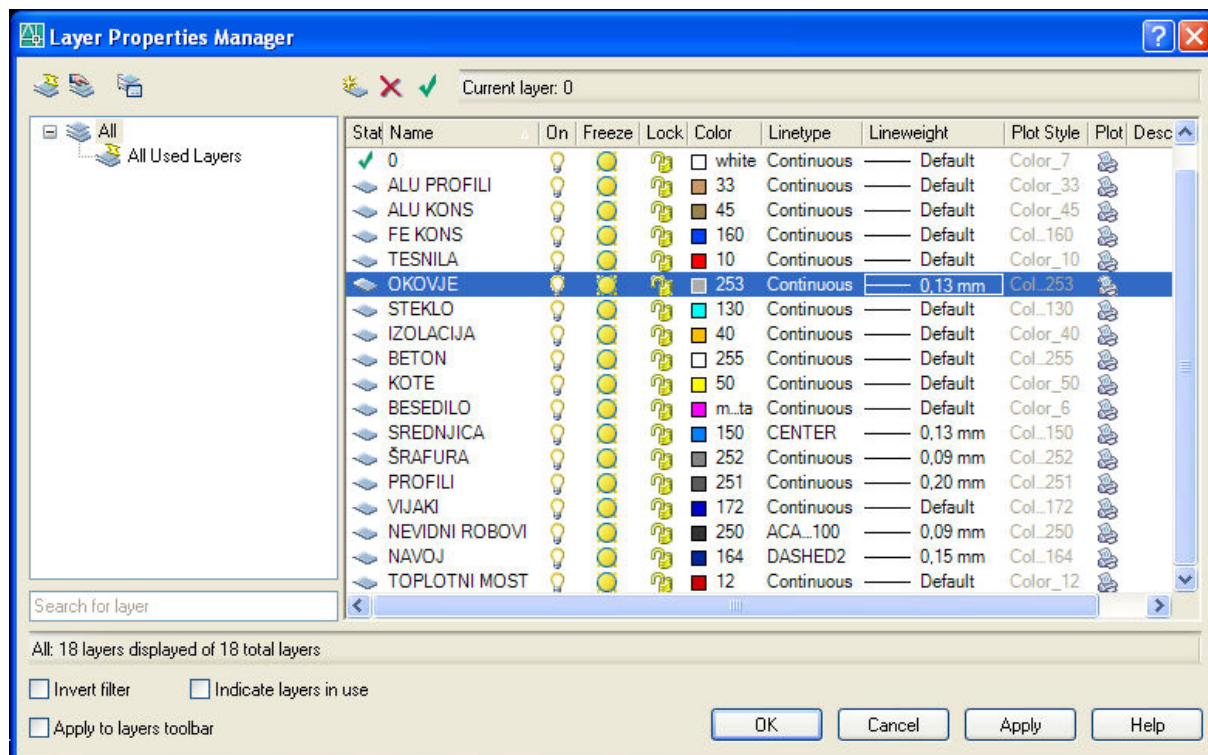 Layer Properties Manager
Current layer: 0
All
All Used Layers
Stat Name On Freeze Lock Color Linetype Lineweight Plot Style Plot Desc
0 white Continuous Default Color_7
ALU PROFILI 33 Continuous Default Color_33
ALU KONS 45 Continuous Default Color_45
FE KONS 160 Continuous Default Col...160
TESNILA 10 Continuous Default Color_10
OKOVJE 253 Continuous 0,13 mm Col...253
STEKLO 130 Continuous Default Col...130
IZOLACIJA 40 Continuous Default Color_40
BETON 255 Continuous Default Col...255
KOTE 50 Continuous Default Color_50
BESEDILO m...ta Continuous Default Color_6
SREDNJICA 150 CENTER 0,13 mm Col...150
ŠRAFURA 252 Continuous 0,09 mm Col...252
PROFILI 251 Continuous 0,20 mm Col...251
VIJAKI 172 Continuous Default Col...172
NEVIDNI ROBOVI 250 ACA...100 0,09 mm Col...250
NAVOJ 164 DASHED2 0,15 mm Col...164
TOPLOTNI MOST 12 Continuous Default Color_12
Search for layer
All: 18 layers displayed of 18 total layers
Invert filter Indicate layers in use
Apply to layers toolbar
OK Cancel Apply Help